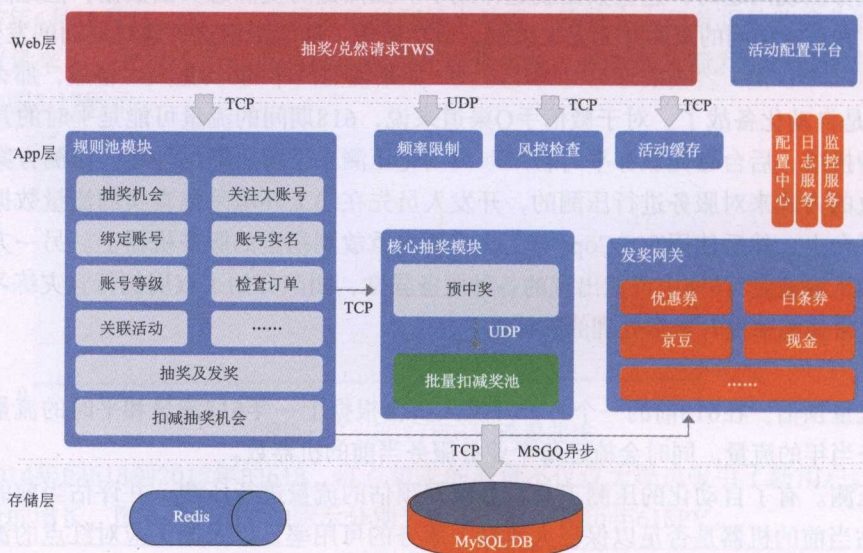 Web层
抽奖/兑然请求TWS
活动配置平台
TCP
UDP
TCP
TCP
App层
规则池模块
频率限制
风控检查
活动缓存
配置中心
日志服务
监控服务
抽奖机会
关注大账号
绑定账号
账号实名
账号等级
检查订单
关联活动
……
抽奖及发奖
扣减抽奖机会
TCP
核心抽奖模块
预中奖
UDP
批量扣减奖池
发奖网关
优惠券
白条券
京豆
现金
……
TCP
MSGQ异步
存储层
Redis
MySQL DB